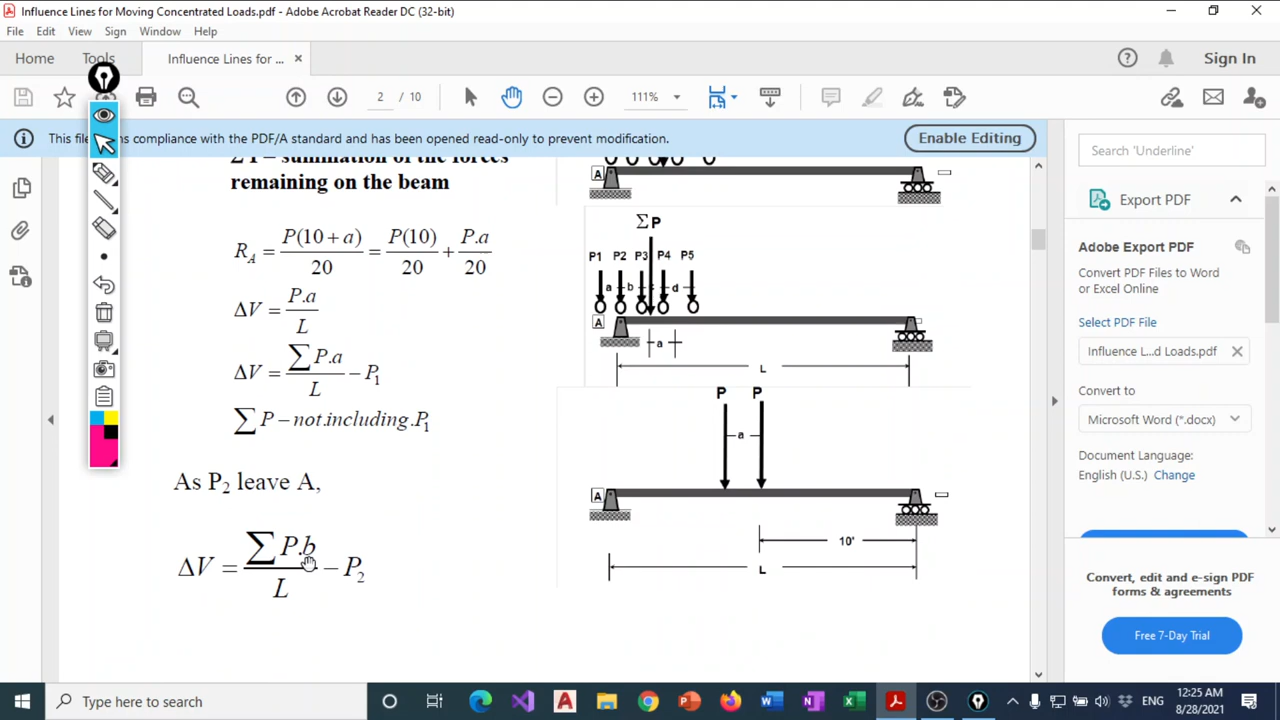 Influence Lines for Moving Concentrated Loads.pdf - Adobe Acrobat Reader DC (32-bit)
File Edit View Sign Window Help
Home Tools Influence Lines for ... × Sign In
2 / 10 111%
This file ns compliance with the PDF/A standard and has been opened read-only to prevent modification. Enable Editing
Σ P – summation of the forces
remaining on the beam
R_A = P(10 + a)/20 = P(10)/20 + P.a/20
ΔV = P.a/L
ΔV = ∑ P.a/L − P₁
∑ P − not.including.P₁
As P₂ leave A,
ΔV = ∑ P.b/L − P₂
A
∑P
P1 P2 P3 P4 P5
a b d
A
a
L
P P
a
A
10'
L
Search 'Underline'
Export PDF
Adobe Export PDF
Convert PDF Files to Word
or Excel Online
Select PDF File
Influence L...d Loads.pdf ×
Convert to
Microsoft Word (*.docx)
Document Language:
English (U.S.) Change
Convert, edit and e-sign PDF
forms & agreements
Free 7-Day Trial
Type here to search
ENG
12:25 AM
8/28/2021